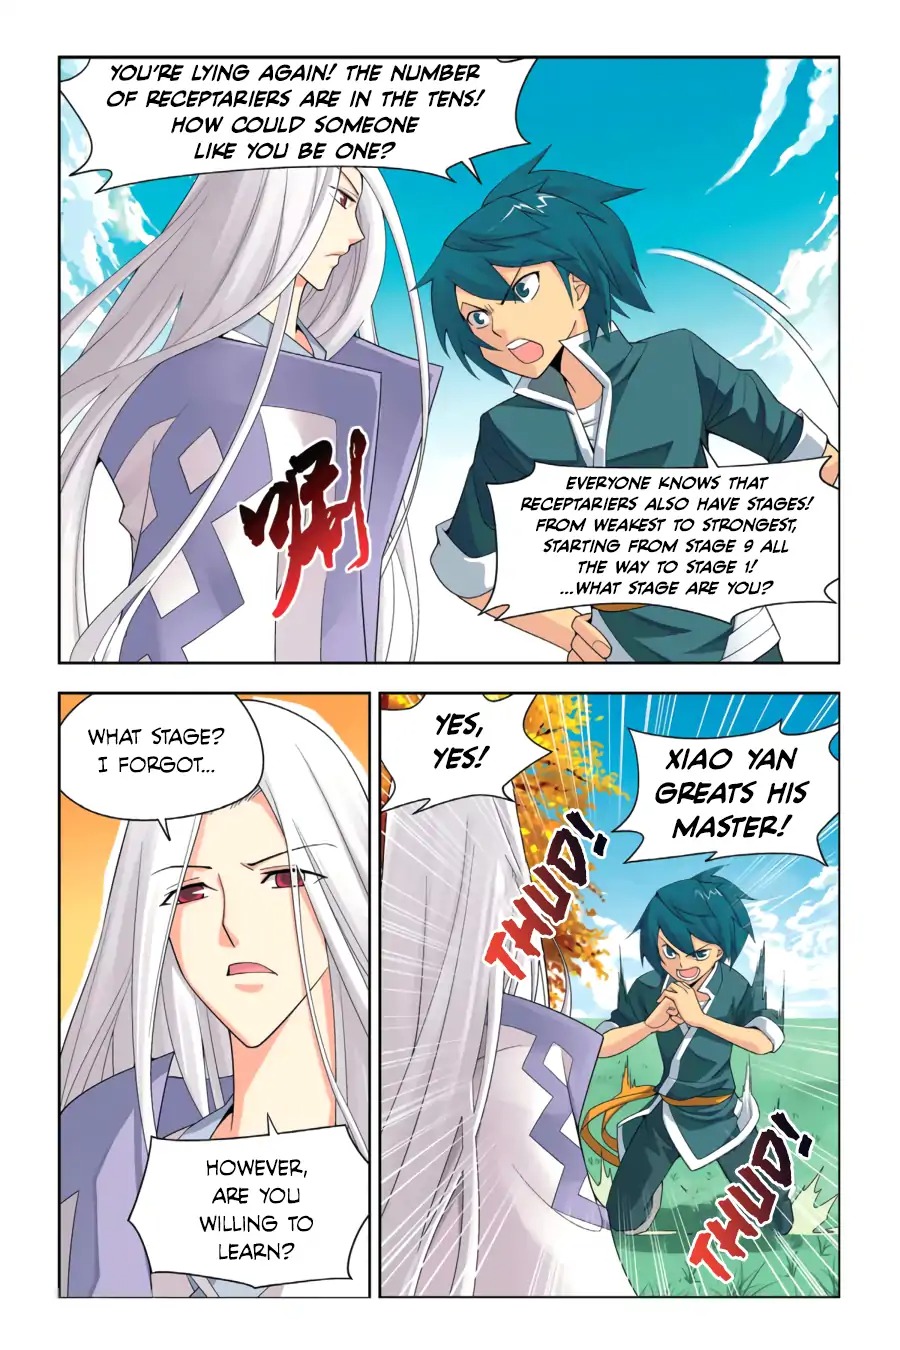 YOU'RE LYING AGAIN! THE NUMBER
OF RECEPTARIERS ARE IN THE TENS!
HOW COULD SOMEONE
LIKE YOU BE ONE?
唰
EVERYONE KNOWS THAT
RECEPTARIERS ALSO HAVE STAGES!
FROM WEAKEST TO STRONGEST,
STARTING FROM STAGE 9 ALL
THE WAY TO STAGE 1!
...WHAT STAGE ARE YOU?
WHAT STAGE?
I FORGOT...
HOWEVER,
ARE YOU
WILLING TO
LEARN?
YES,
YES!
XIAO YAN
GREATS HIS
MASTER!
THUD!
THUD!